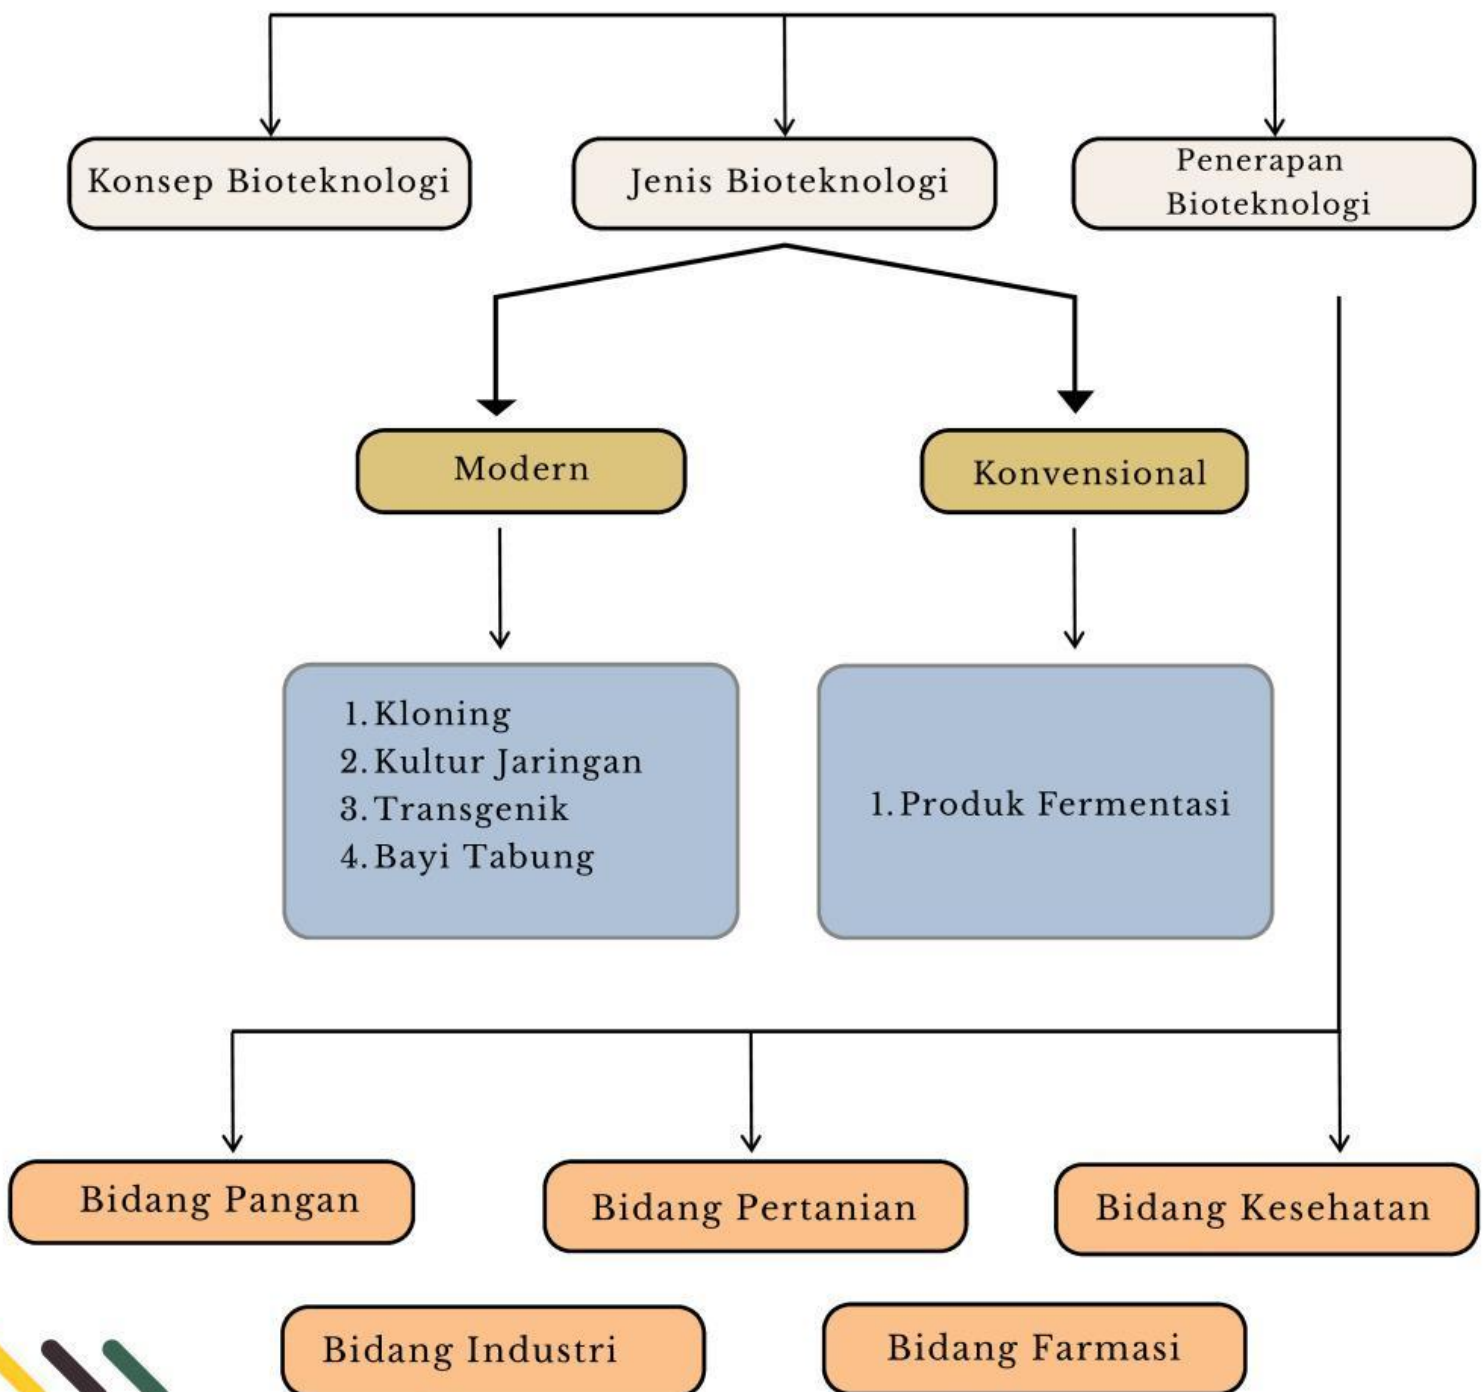 Konsep Bioteknologi
Jenis Bioteknologi
Penerapan
Bioteknologi
Modern
Konvensional
1. Kloning
2. Kultur Jaringan
3. Transgenik
4. Bayi Tabung
1. Produk Fermentasi
Bidang Pangan
Bidang Pertanian
Bidang Kesehatan
Bidang Industri
Bidang Farmasi